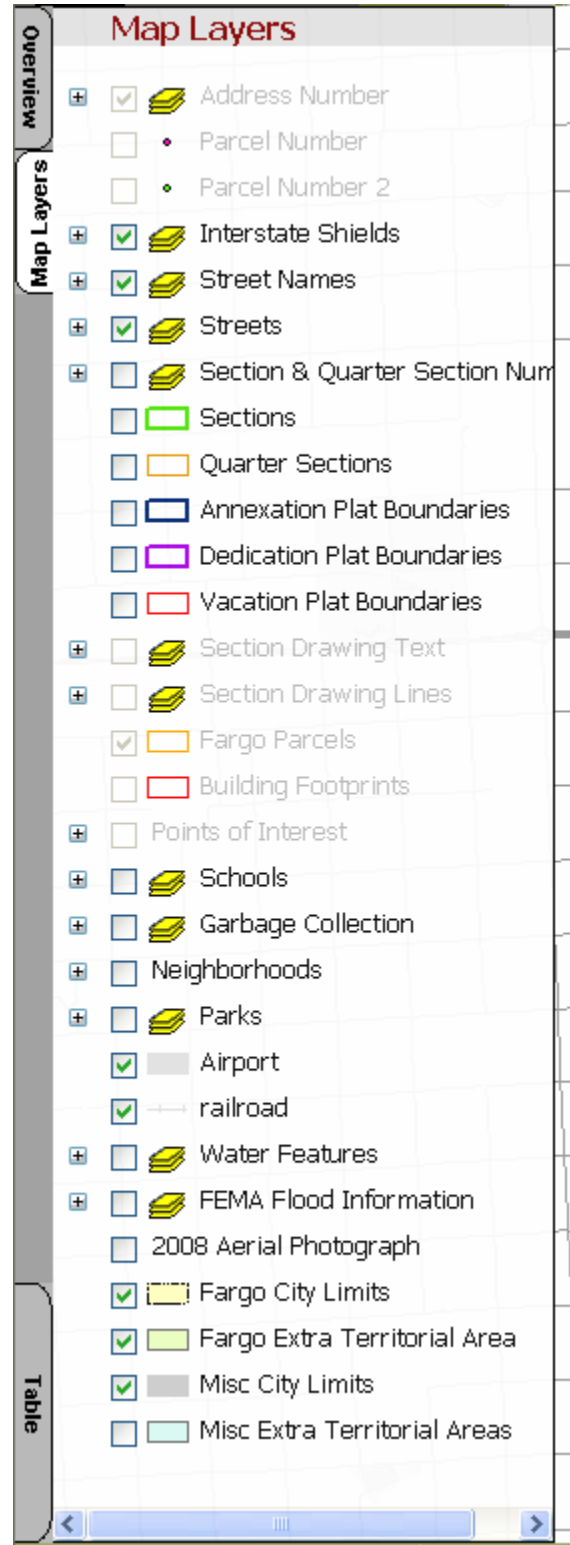 Map Layers
Overview
Map Layers
Table
Address Number
Parcel Number
Parcel Number 2
Interstate Shields
Street Names
Streets
Section & Quarter Section Num
Sections
Quarter Sections
Annexation Plat Boundaries
Dedication Plat Boundaries
Vacation Plat Boundaries
Section Drawing Text
Section Drawing Lines
Fargo Parcels
Building Footprints
Points of Interest
Schools
Garbage Collection
Neighborhoods
Parks
Airport
railroad
Water Features
FEMA Flood Information
2008 Aerial Photograph
Fargo City Limits
Fargo Extra Territorial Area
Misc City Limits
Misc Extra Territorial Areas